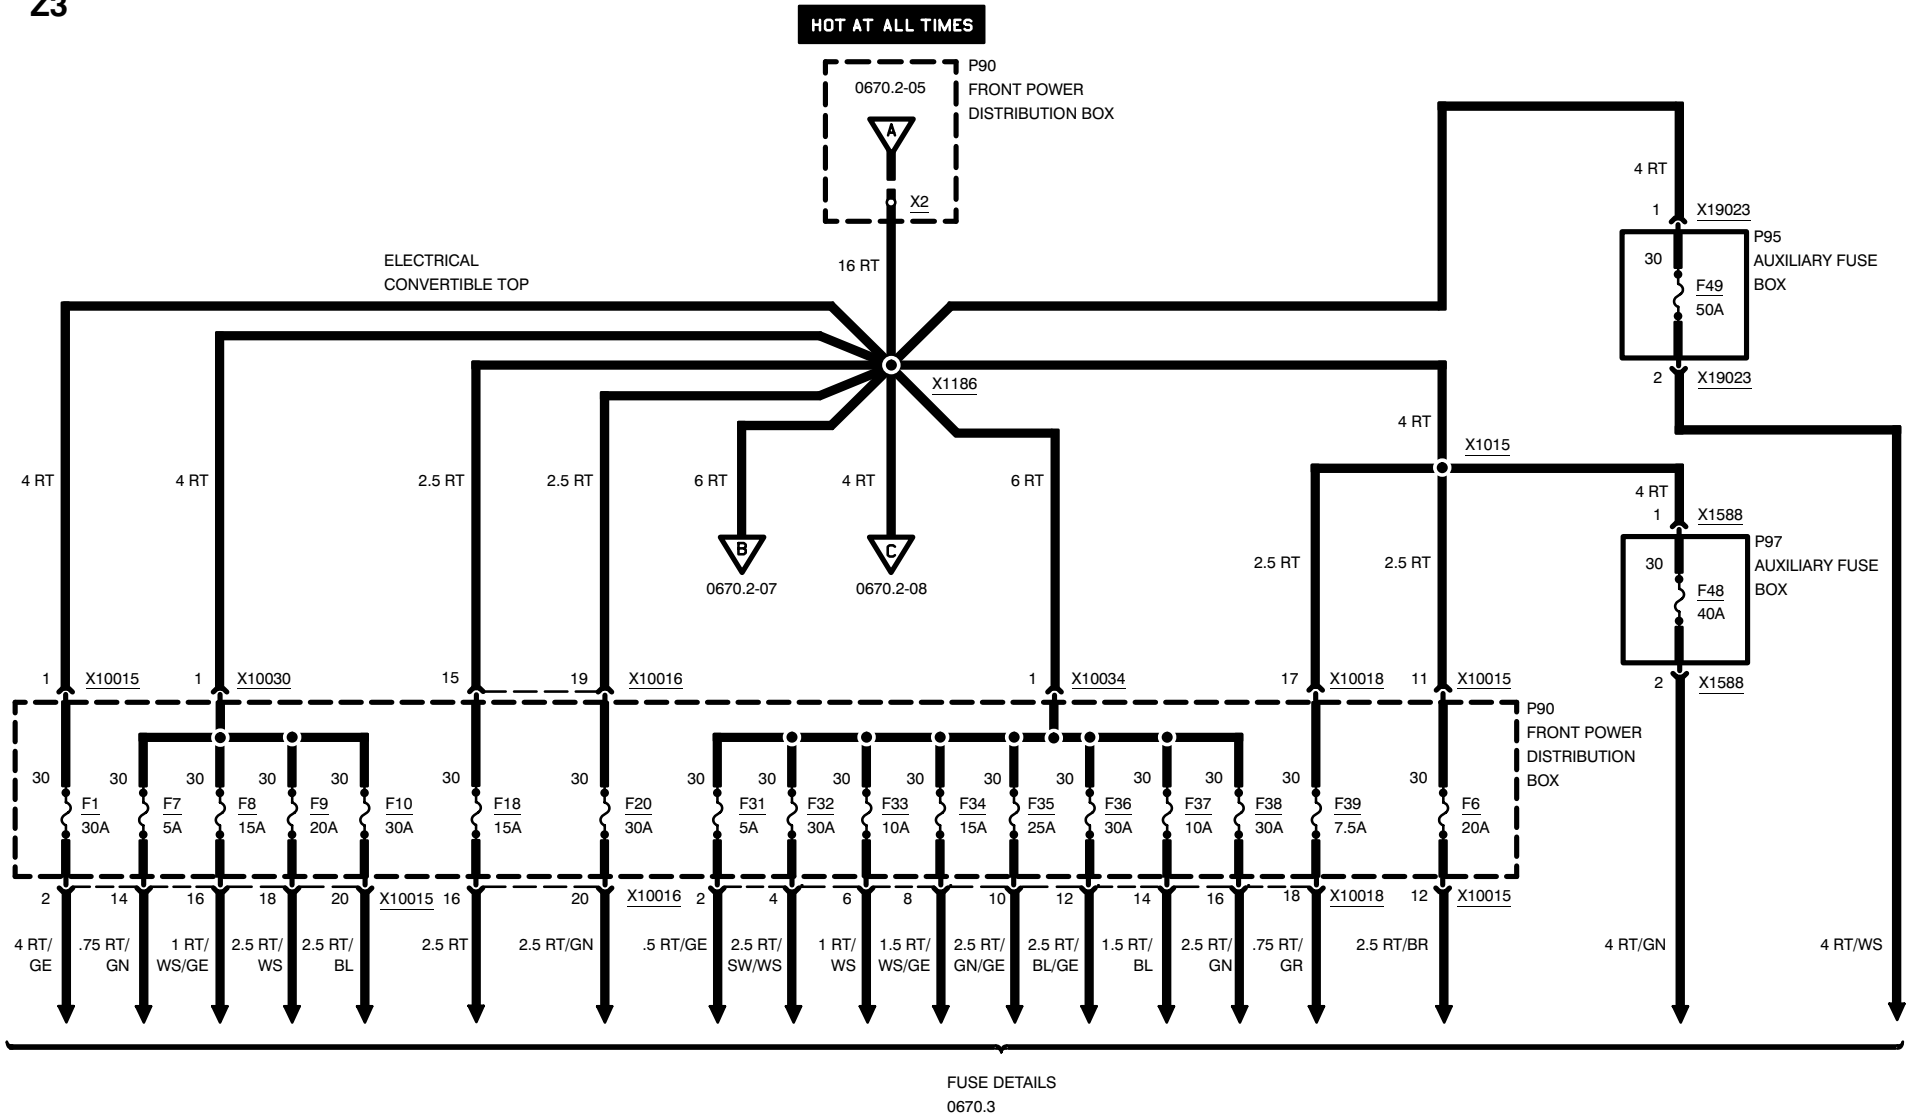 Z3
HOT AT ALL TIMES
P90
FRONT POWER
DISTRIBUTION BOX
0670.2-05
A
X2
16 RT
ELECTRICAL
CONVERTIBLE TOP
4 RT
1 X19023
P95
AUXILIARY FUSE
BOX
30
F49
50A
2 X19023
X1186
4 RT
X1015
4 RT 4 RT 2.5 RT 2.5 RT 6 RT 4 RT 6 RT
4 RT
1 X1588
B C
0670.2-07 0670.2-08
2.5 RT 2.5 RT
P97
AUXILIARY FUSE
BOX
30
F48
40A
2 X1588
1 X10015 1 X10030 15 19 X10016 1 X10034 17 X10018 11 X10015
P90
FRONT POWER
DISTRIBUTION
BOX
30 30 30 30 30 30 30 30 30 30 30 30 30 30 30 30 30
F1 F7 F8 F9 F10 F18 F20 F31 F32 F33 F34 F35 F36 F37 F38 F39 F6
30A 5A 15A 20A 30A 15A 30A 5A 30A 10A 15A 25A 30A 10A 30A 7.5A 20A
2 14 16 18 20 X10015 16 20 X10016 2 4 6 8 10 12 14 16 18 X10018 12 X10015
4 RT/ .75 RT/ 1 RT/ 2.5 RT/ 2.5 RT/ 2.5 RT 2.5 RT/GN .5 RT/GE 2.5 RT/ 1 RT/ 1.5 RT/ 2.5 RT/ 2.5 RT/ 1.5 RT/ 2.5 RT/ .75 RT/ 2.5 RT/BR 4 RT/GN 4 RT/WS
GE GN WS/GE WS BL SW/WS WS WS/GE GN/GE BL/GE BL GN GR
FUSE DETAILS
0670.3